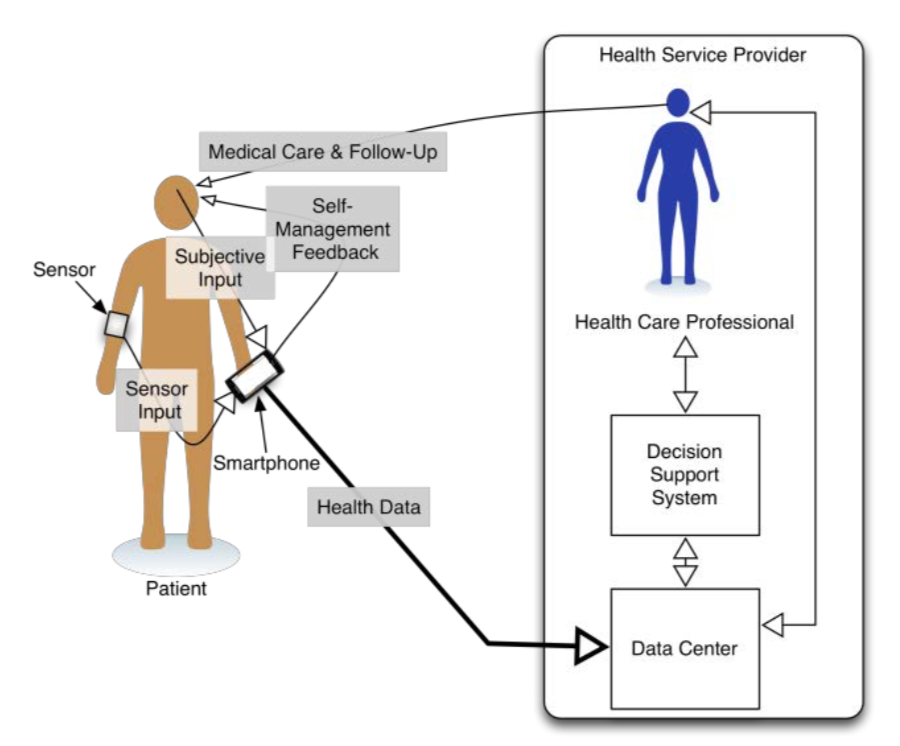 Health Service Provider
Medical Care & Follow-Up
Self-
Management
Feedback
Subjective
Input
Sensor
Health Care Professional
Sensor
Input
Smartphone
Decision
Support
System
Health Data
Patient
Data Center